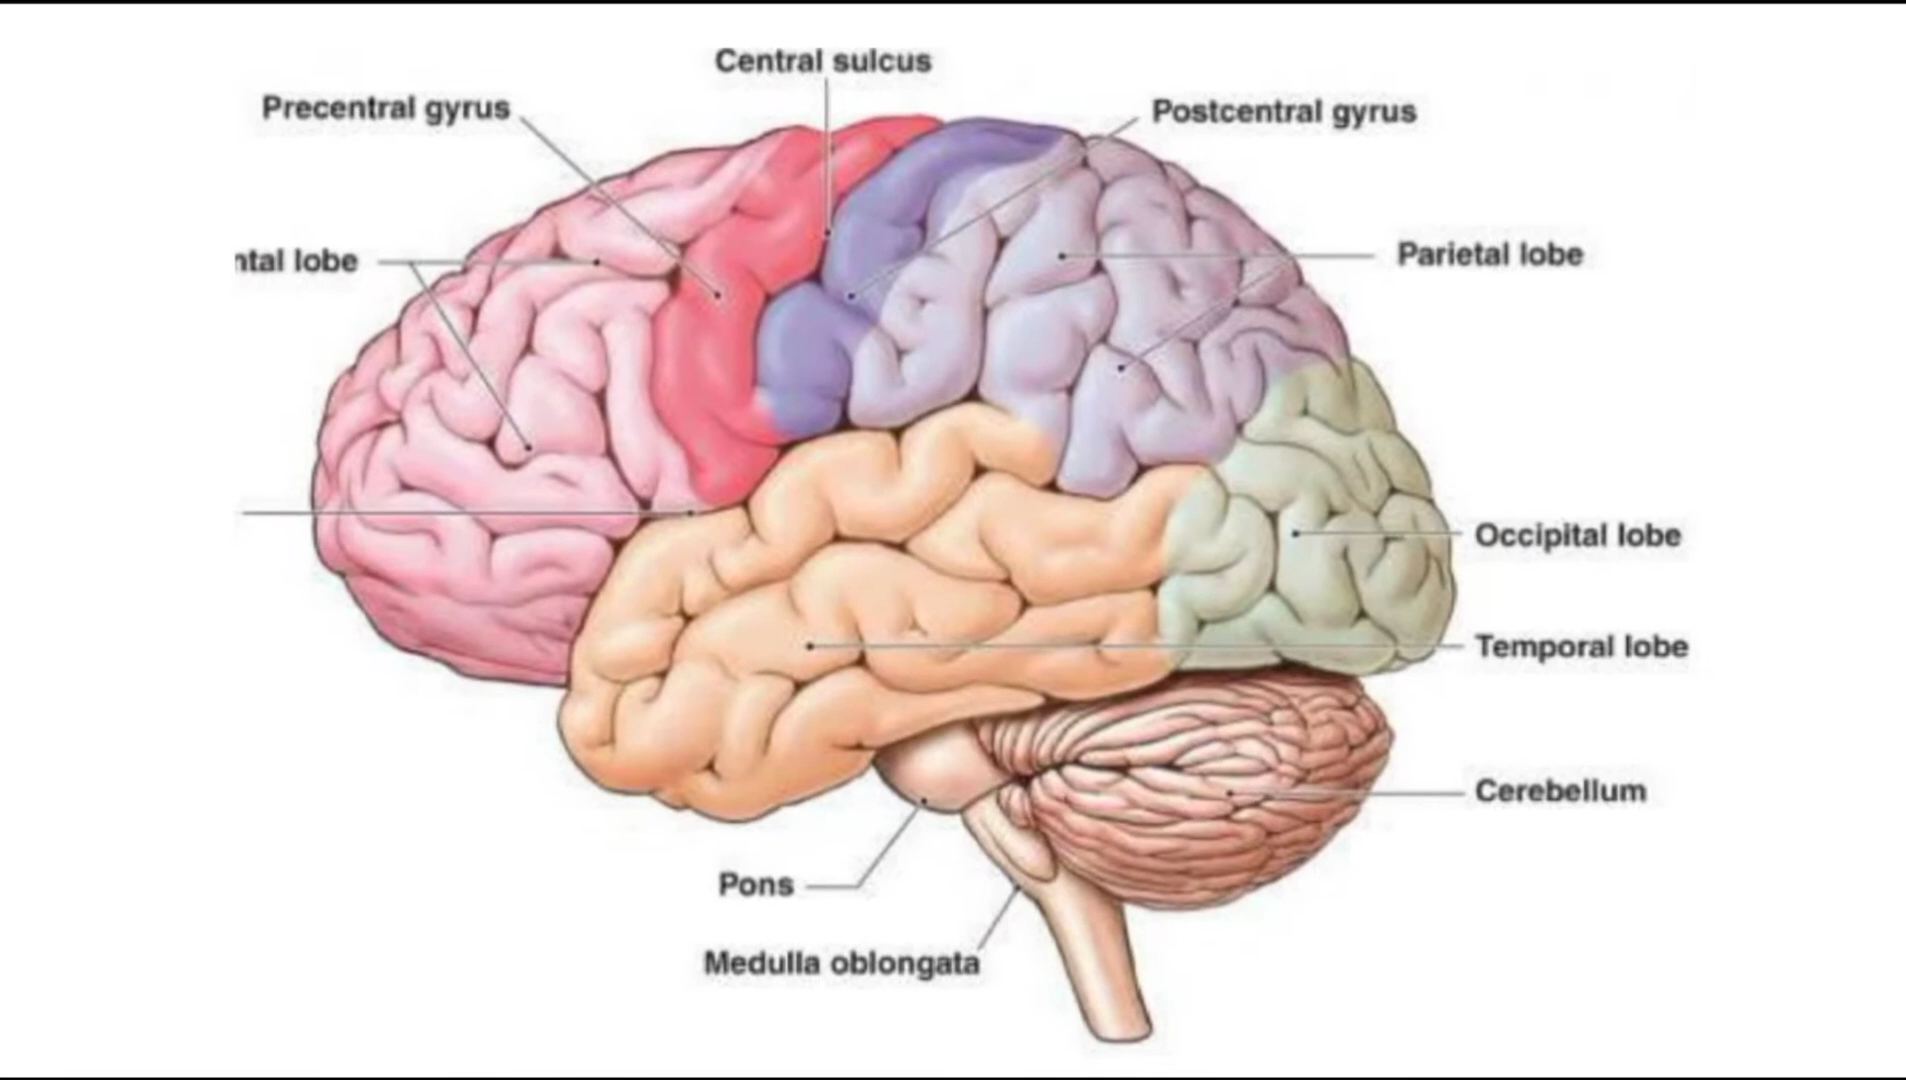 Central sulcus
Precentral gyrus
Postcentral gyrus
ntal lobe
Parietal lobe
Occipital lobe
Temporal lobe
Cerebellum
Pons
Medulla oblongata